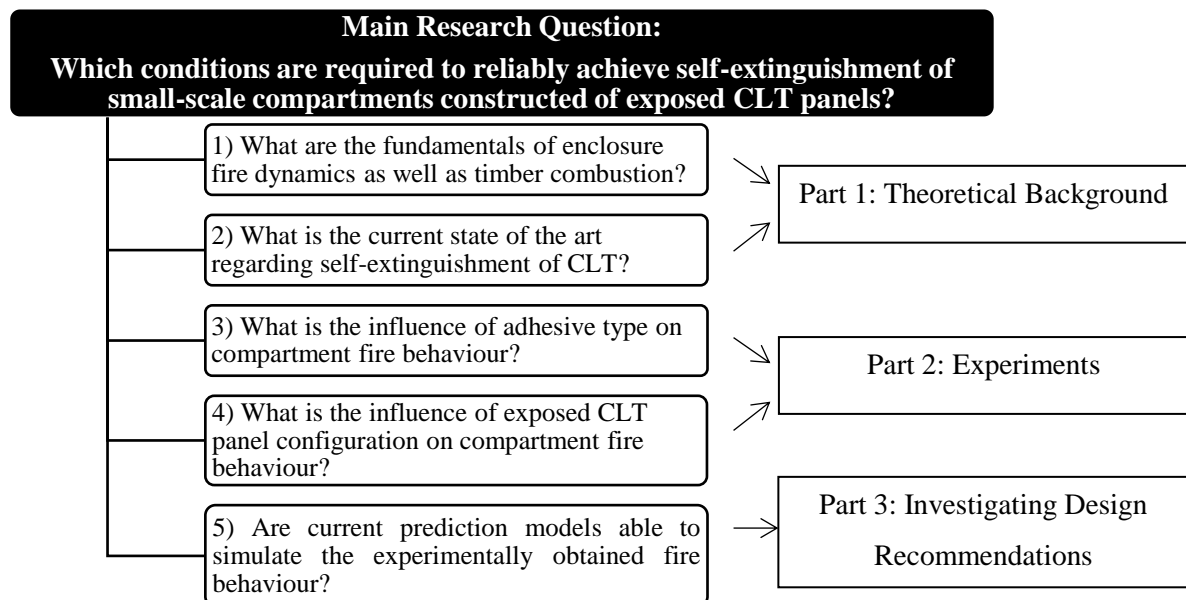 Main Research Question:
Which conditions are required to reliably achieve self-extinguishment of
small-scale compartments constructed of exposed CLT panels?
1) What are the fundamentals of enclosure
fire dynamics as well as timber combustion?
2) What is the current state of the art
regarding self-extinguishment of CLT?
Part 1: Theoretical Background
3) What is the influence of adhesive type on
compartment fire behaviour?
4) What is the influence of exposed CLT
panel configuration on compartment fire
behaviour?
Part 2: Experiments
5) Are current prediction models able to
simulate the experimentally obtained fire
behaviour?
Part 3: Investigating Design
Recommendations